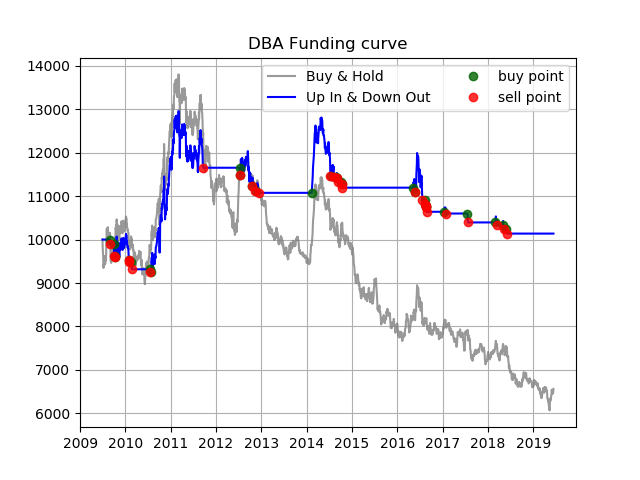 DBA Funding curve
Buy & Hold
Up In & Down Out
buy point
sell point
14000
13000
12000
11000
10000
9000
8000
7000
6000
2009 2010 2011 2012 2013 2014 2015 2016 2017 2018 2019